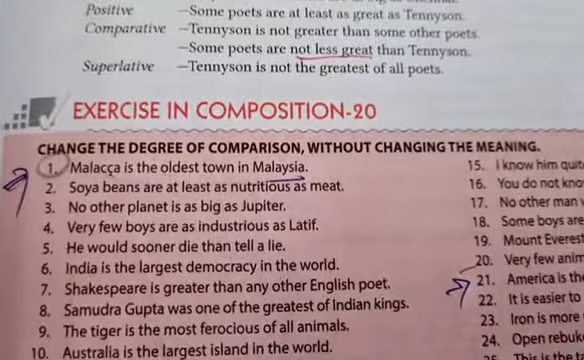 Positive —Some poets are at least as great as Tennyson.
Comparative —Tennyson is not greater than some other poets.
—Some poets are not less great than Tennyson.
Superlative —Tennyson is not the greatest of all poets.
EXERCISE IN COMPOSITION-20
CHANGE THE DEGREE OF COMPARISON, WITHOUT CHANGING THE MEANING.
1. Malacca is the oldest town in Malaysia.
2. Soya beans are at least as nutritious as meat.
3. No other planet is as big as Jupiter.
4. Very few boys are as industrious as Latif.
5. He would sooner die than tell a lie.
6. India is the largest democracy in the world.
7. Shakespeare is greater than any other English poet.
8. Samudra Gupta was one of the greatest of Indian kings.
9. The tiger is the most ferocious of all animals.
10. Australia is the largest island in the world.
15. I know him
16. You do
17. No other man
18. Some boys are
19. Mount Everest
20. Very few
21. America is
22. It is easier to
23. Iron is more
24. Open
25. This is